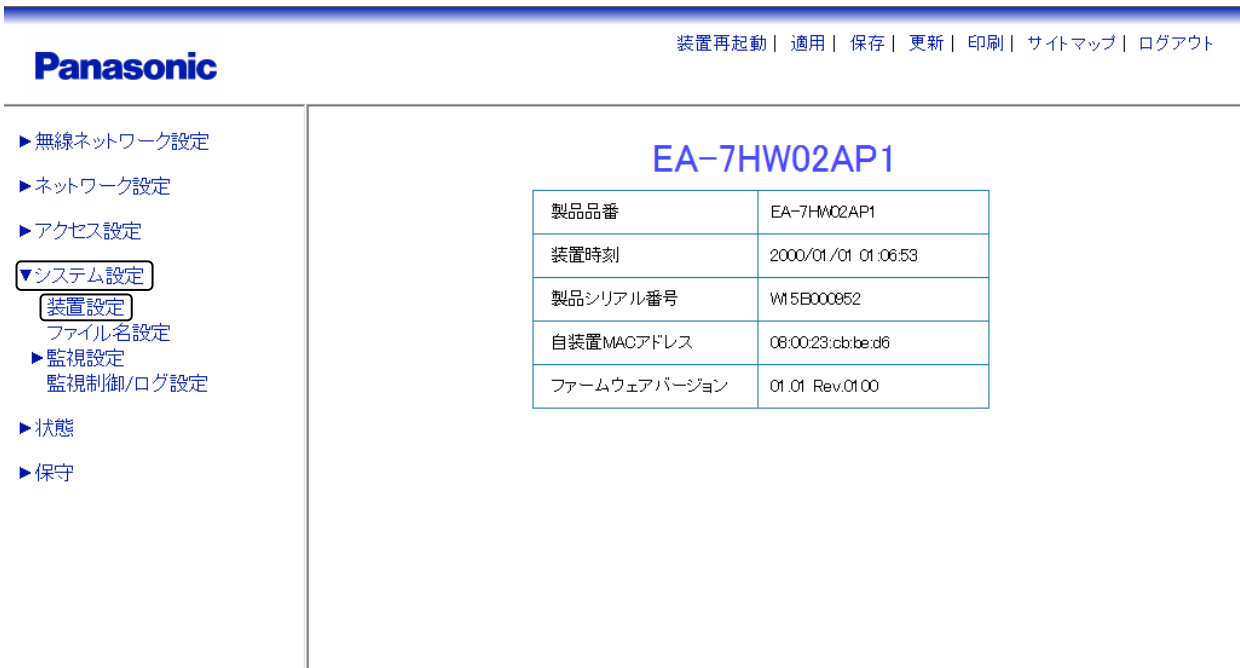 Panasonic
装置再起動| 適用| 保存| 更新| 印刷| サイトマップ| ログアウト
▶無線ネットワーク設定
▶ネットワーク設定
▶アクセス設定
▼システム設定
装置設定
ファイル名設定
▶監視設定
監視制御/ログ設定
▶状態
▶保守
EA-7HW02AP1
製品品番 EA-7HW02AP1
装置時刻 2000/01/01 01:06:53
製品シリアル番号 W15B000952
自装置MACアドレス 08:00:23:cb:be:d6
ファームウェアバージョン 01.01 Rev.0100